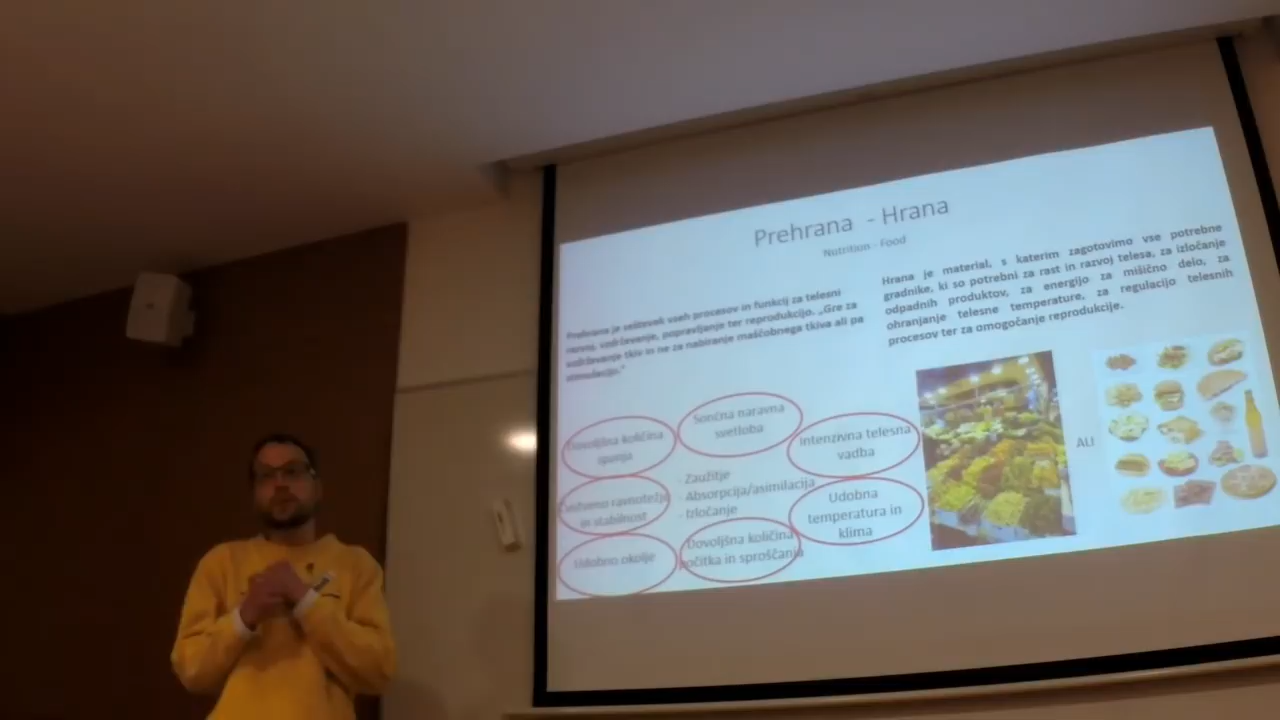 Prehrana - Hrana
Nutrition - Food
Prehrana je seštevek vseh procesov in funkcij za telesni
razvoj, vzdrževanje, popravljanje ter reprodukcijo. „Gre za
vzdrževanje tkiv in ne za nabiranje maščobnega tkiva ali pa
stimulacijo."
Hrana je material, s katerim zagotovimo vse potrebne
gradnike, ki so potrebni za rast in razvoj telesa, za izločanje
odpadnih produktov, za energijo za mišično delo, za
ohranjanje telesne temperature, za regulacijo telesnih
procesov ter za omogočanje reprodukcije.
Dovoljšna količina
spanja
Sončna naravna
svetloba
Intenzivna telesna
vadba
Čustveno ravnotežje
in stabilnost
- Zaužitje
- Absorpcija/asimilacija
- Izločanje
Udobna
temperatura in
klima
Udobno okolje
Dovoljšna količina
počitka in sproščanja
ALI